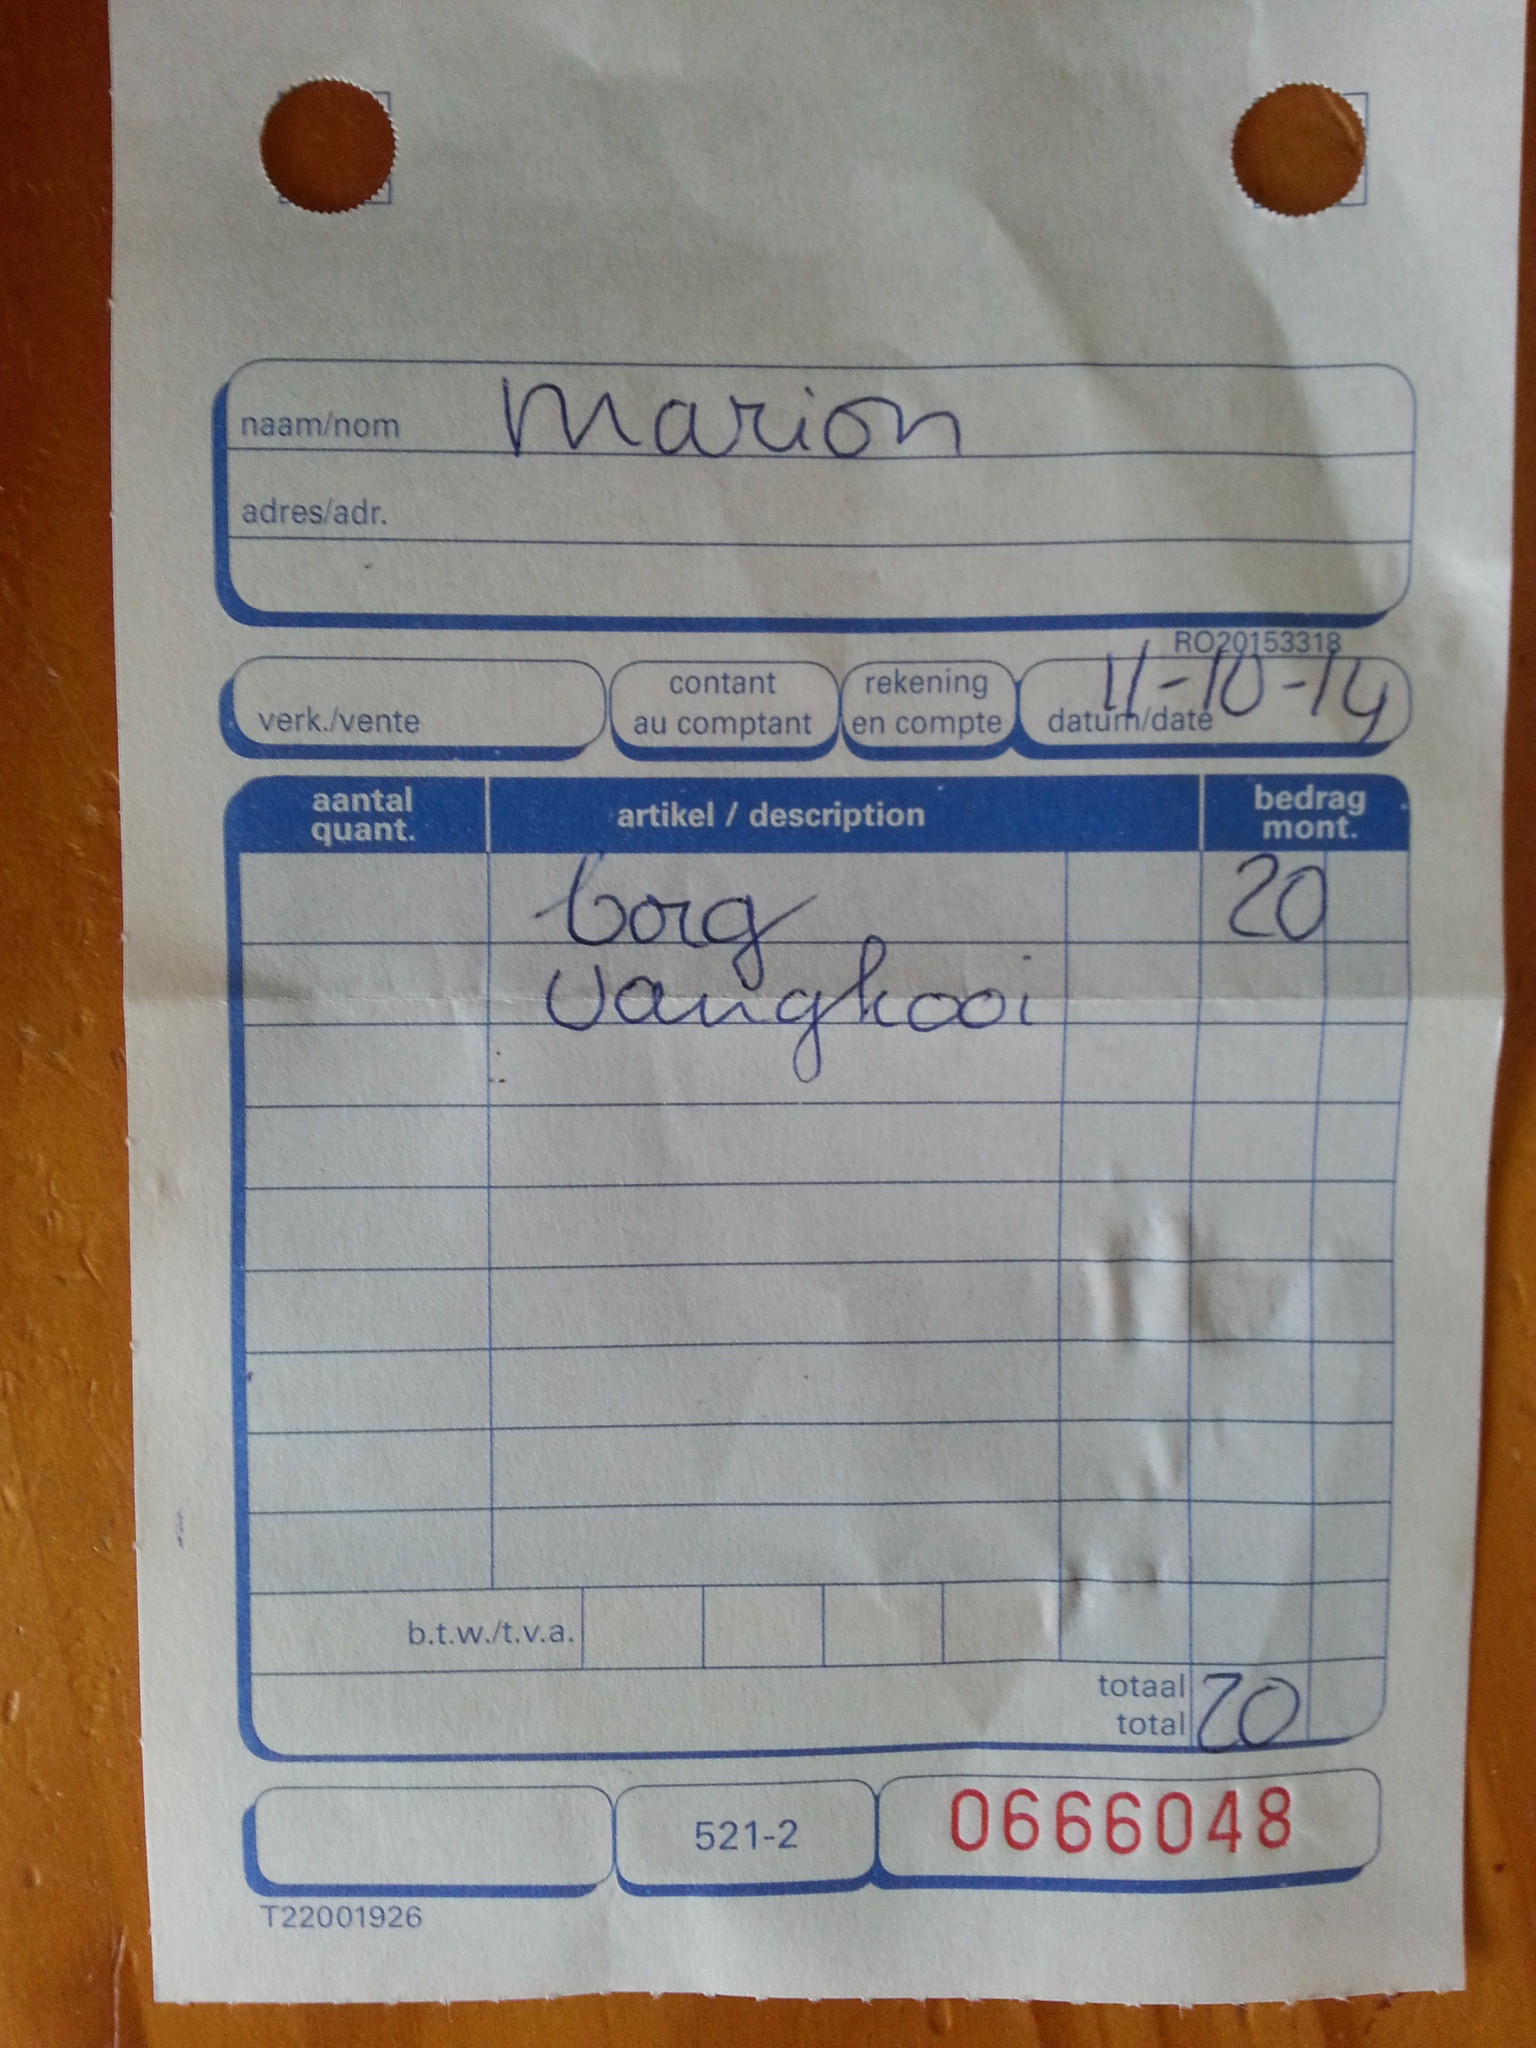 naam/nom Marion
adres/adr.
RO20153318
verk./vente
contant
au comptant
rekening
en compte
datum/date 11-10-14
aantal
quant.
artikel / description
bedrag
mont.
borg 20
vangkooi
b.t.w./t.v.a.
totaal
total
20
521-2
0666048
T22001926